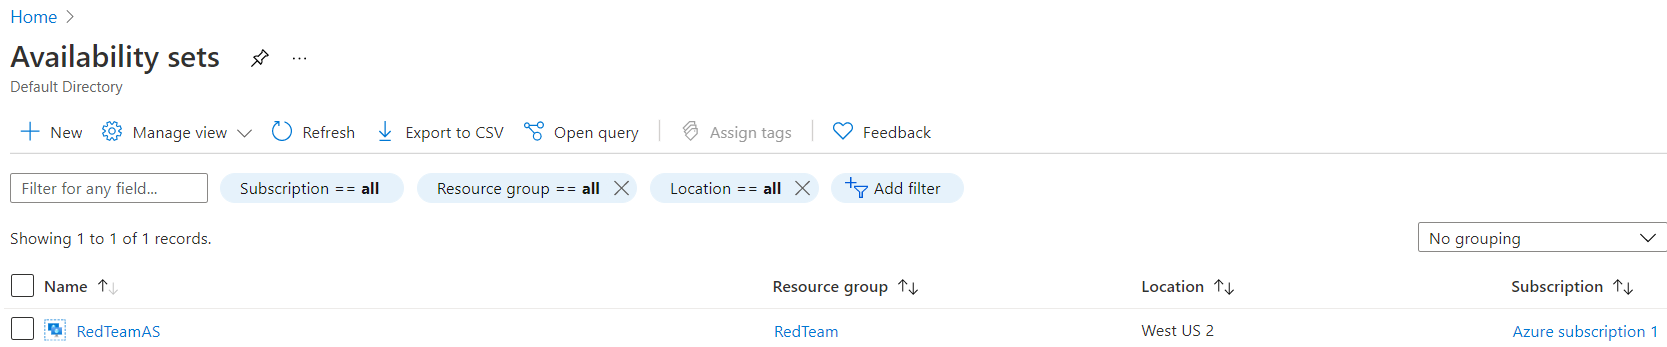 Home
Availability sets ...
Default Directory
New Manage view Refresh Export to CSV Open query Assign tags Feedback
Filter for any field... Subscription == all Resource group == all Location == all Add filter
Showing 1 to 1 of 1 records. No grouping
Name Resource group Location Subscription
RedTeamAS RedTeam West US 2 Azure subscription 1